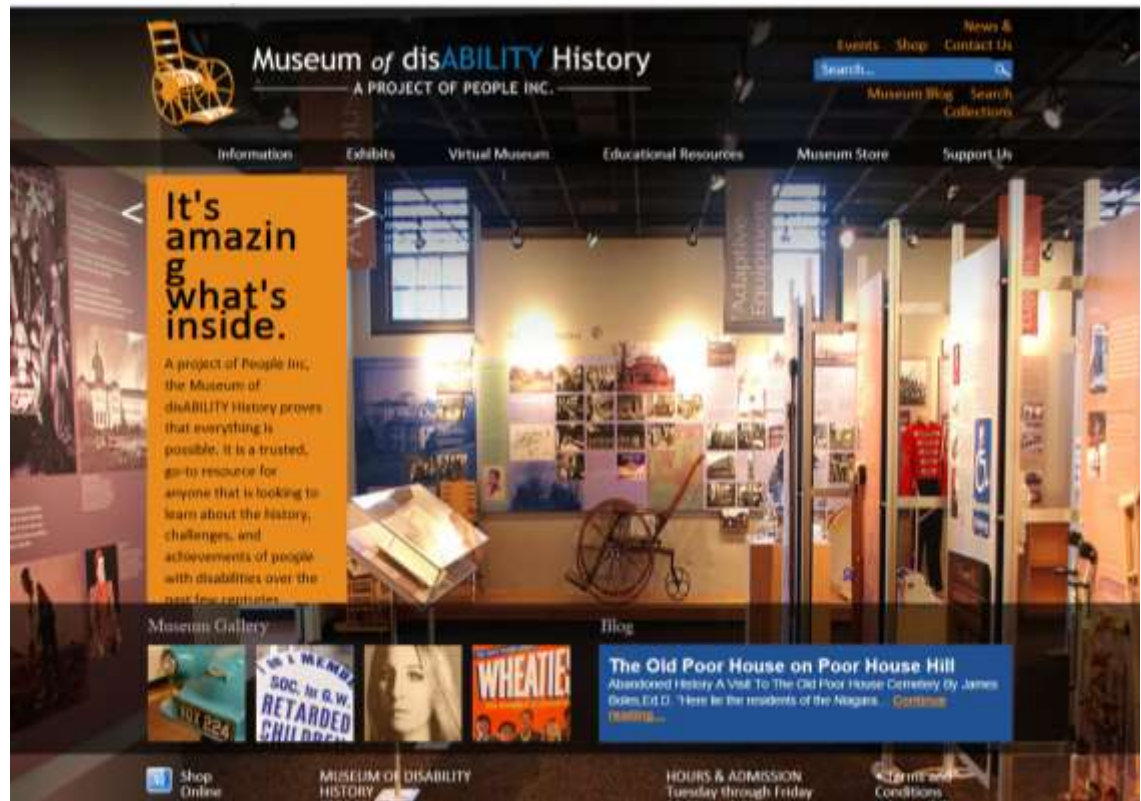 News &
Events Shop Contact Us
Museum of disABILITY History
Search...
A PROJECT OF PEOPLE INC.
Museum Blog Search
Collections
Information Exhibits Virtual Museum Educational Resources Museum Store Support Us
< It's >
amazin
g
what's
inside.
A project of People Inc,
the Museum of
disABILITY History proves
that everything is
possible. It is a trusted,
go-to resource for
anyone that is looking to
learn about the history,
challenges, and
achievements of people
with disabilities over the
past few centuries
Adaptive
Equipment
Museum Gallery
SOC. for G.W.
RETARDED
CHILDREN
WHEATIES
Blog
The Old Poor House on Poor House Hill
Abandoned History A Visit To The Old Poor House Cemetery By James
Boles,Ed.D. "Here lie the residents of the Niagara... Continue
reading...
Shop
Online
MUSEUM OF DISABILITY
HISTORY
HOURS & ADMISSION
Tuesday through Friday
• Terms and
Conditions